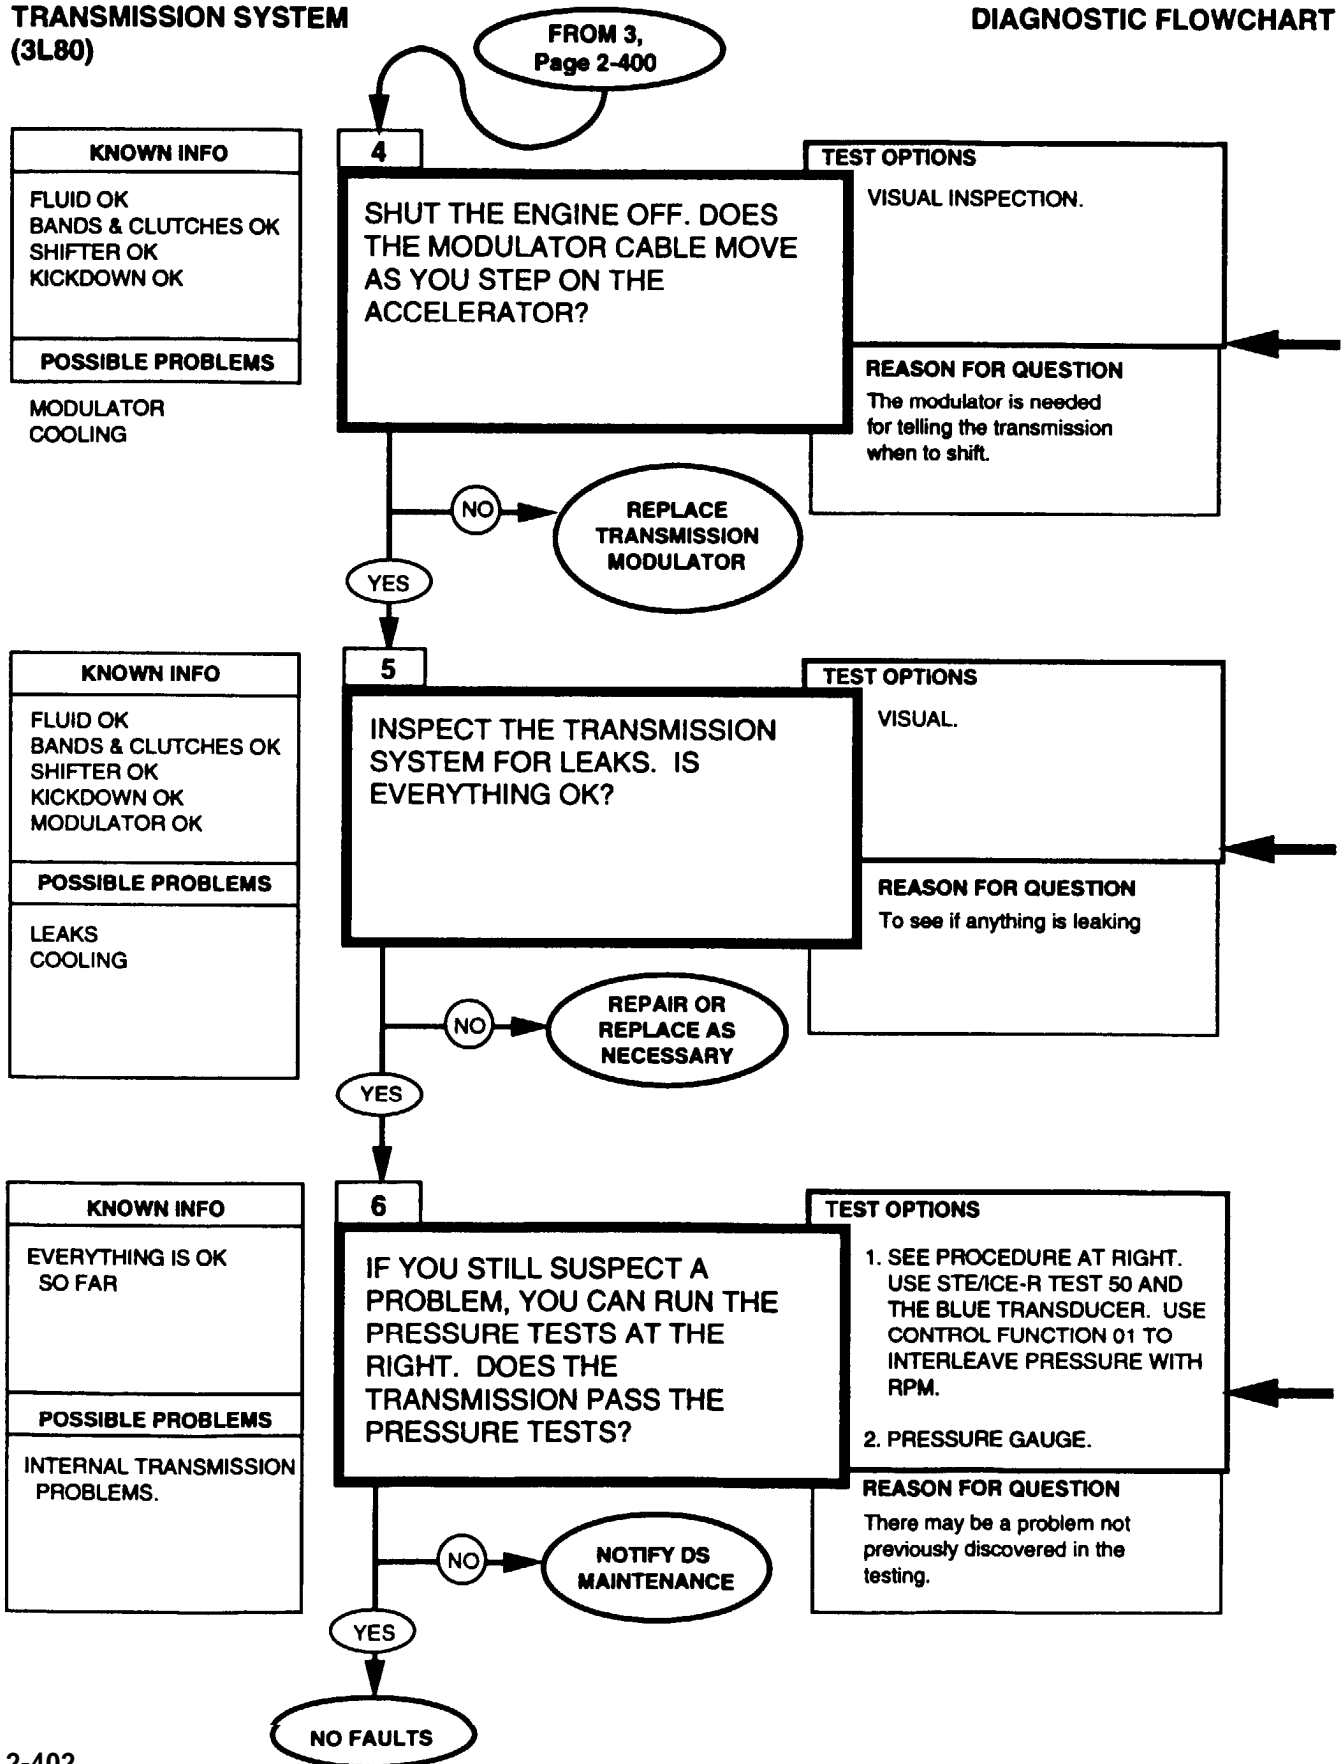 TRANSMISSION SYSTEM
(3L80)
DIAGNOSTIC FLOWCHART
FROM 3,
Page 2-400
KNOWN INFO
FLUID OK
BANDS & CLUTCHES OK
SHIFTER OK
KICKDOWN OK
POSSIBLE PROBLEMS
MODULATOR
COOLING
4
SHUT THE ENGINE OFF. DOES
THE MODULATOR CABLE MOVE
AS YOU STEP ON THE
ACCELERATOR?
TEST OPTIONS
VISUAL INSPECTION.
REASON FOR QUESTION
The modulator is needed
for telling the transmission
when to shift.
NO
REPLACE
TRANSMISSION
MODULATOR
YES
KNOWN INFO
FLUID OK
BANDS & CLUTCHES OK
SHIFTER OK
KICKDOWN OK
MODULATOR OK
POSSIBLE PROBLEMS
LEAKS
COOLING
5
INSPECT THE TRANSMISSION
SYSTEM FOR LEAKS. IS
EVERYTHING OK?
TEST OPTIONS
VISUAL.
REASON FOR QUESTION
To see if anything is leaking
NO
REPAIR OR
REPLACE AS
NECESSARY
YES
KNOWN INFO
EVERYTHING IS OK
SO FAR
POSSIBLE PROBLEMS
INTERNAL TRANSMISSION
PROBLEMS.
6
IF YOU STILL SUSPECT A
PROBLEM, YOU CAN RUN THE
PRESSURE TESTS AT THE
RIGHT. DOES THE
TRANSMISSION PASS THE
PRESSURE TESTS?
TEST OPTIONS
1. SEE PROCEDURE AT RIGHT.
USE STE/ICE-R TEST 50 AND
THE BLUE TRANSDUCER. USE
CONTROL FUNCTION 01 TO
INTERLEAVE PRESSURE WITH
RPM.
2. PRESSURE GAUGE.
REASON FOR QUESTION
There may be a problem not
previously discovered in the
testing.
NO
NOTIFY DS
MAINTENANCE
YES
NO FAULTS
2-402